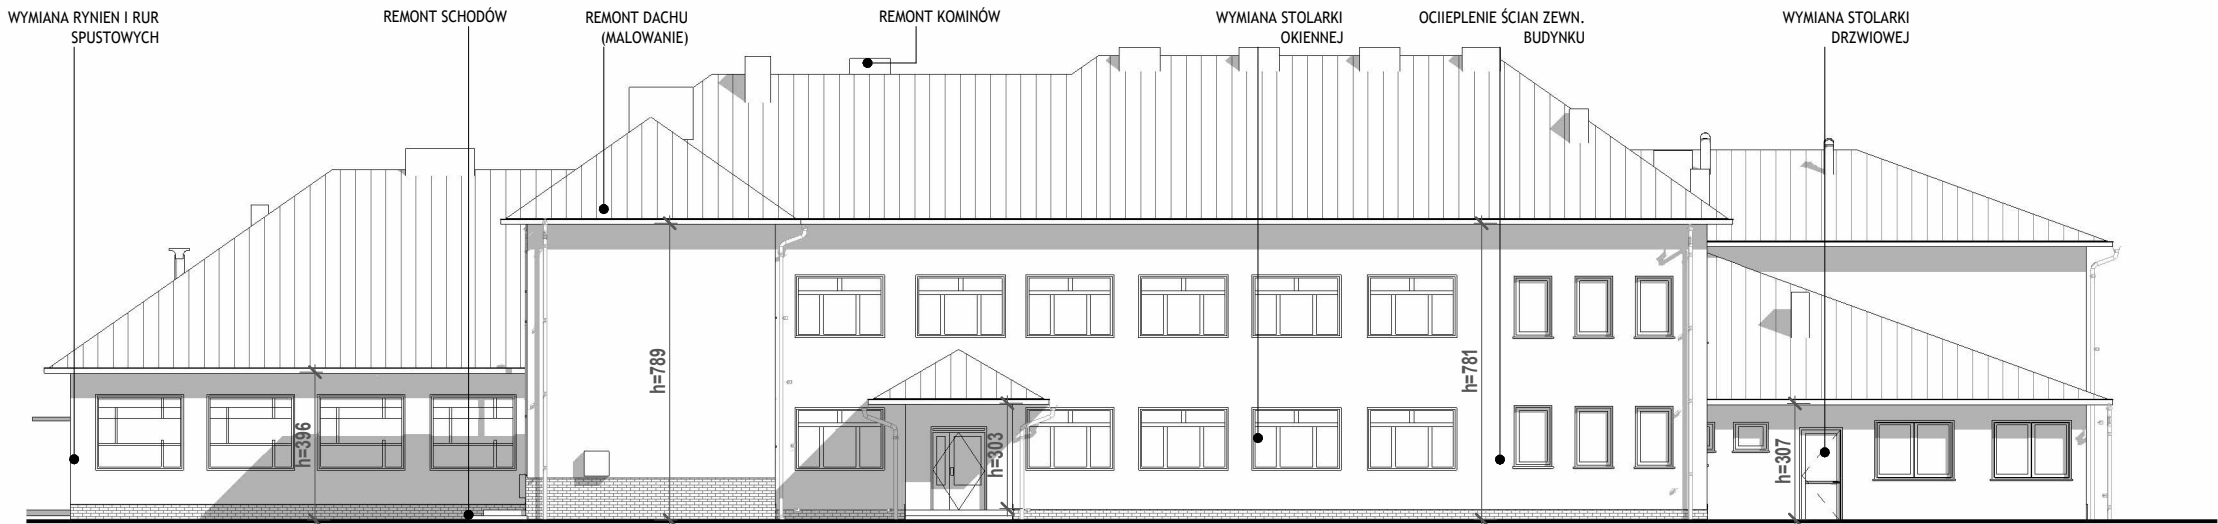 WYMIANA RYNIEN I RUR
SPUSTOWYCH
REMONT SCHODÓW
REMONT DACHU
(MALOWANIE)
REMONT KOMINÓW
WYMIANA STOLARKI
OKIENNEJ
OCIIEPLENIE ŚCIAN ZEWN.
BUDYNKU
WYMIANA STOLARKI
DRZWIOWEJ
h=396
h=789
h=303
h=781
h=307